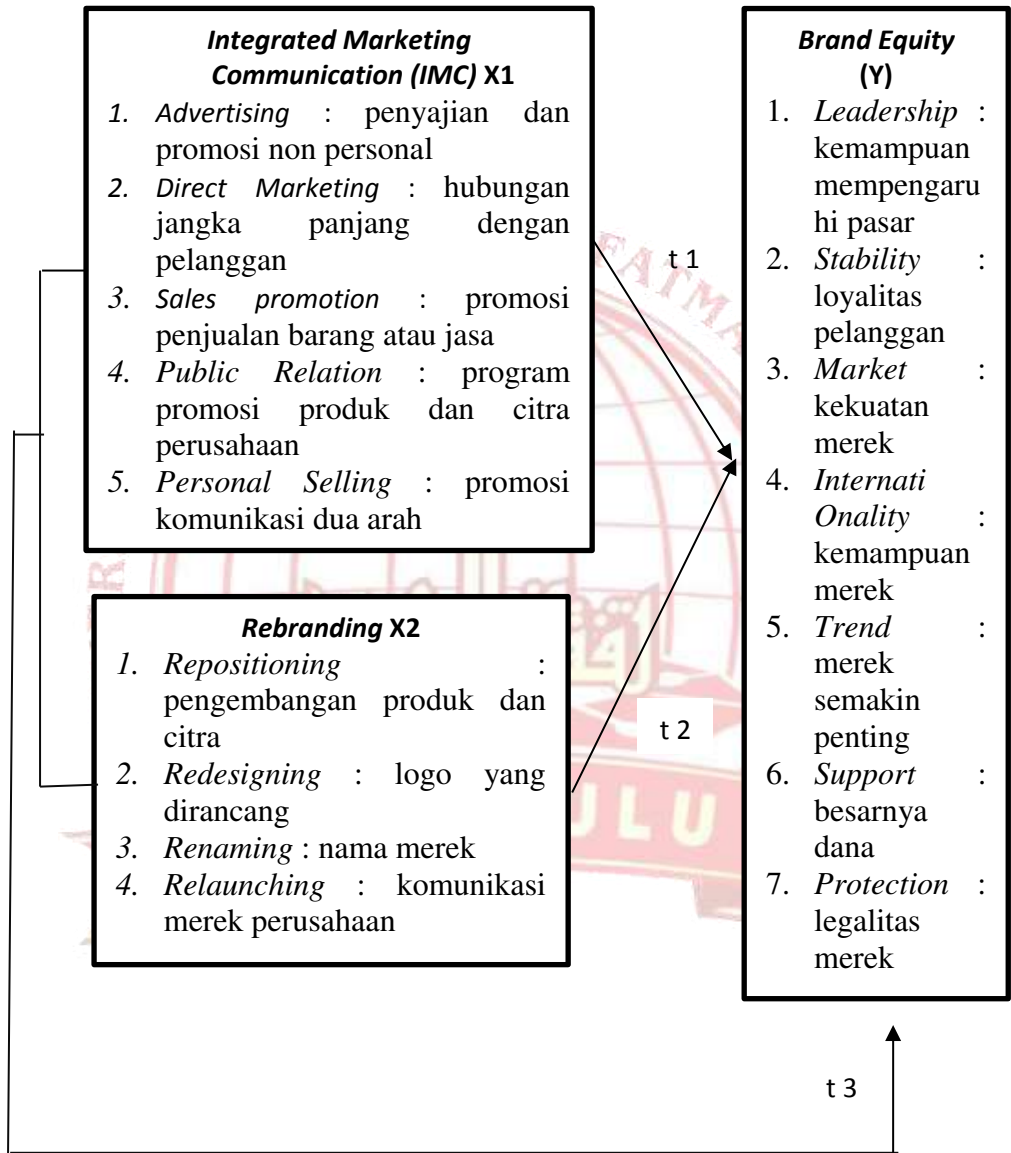 Integrated Marketing
Communication (IMC) X1
1. Advertising : penyajian dan
promosi non personal
2. Direct Marketing : hubungan
jangka panjang dengan
pelanggan
3. Sales promotion : promosi
penjualan barang atau jasa
4. Public Relation : program
promosi produk dan citra
perusahaan
5. Personal Selling : promosi
komunikasi dua arah
Rebranding X2
1. Repositioning :
pengembangan produk dan
citra
2. Redesigning : logo yang
dirancang
3. Renaming : nama merek
4. Relaunching : komunikasi
merek perusahaan
t 1
t 2
Brand Equity
(Y)
1. Leadership :
kemampuan
mempengaru
hi pasar
2. Stability :
loyalitas
pelanggan
3. Market :
kekuatan
merek
4. Internati
Onality :
kemampuan
merek
5. Trend :
merek
semakin
penting
6. Support :
besarnya
dana
7. Protection :
legalitas
merek
t 3
FATMA
ULU